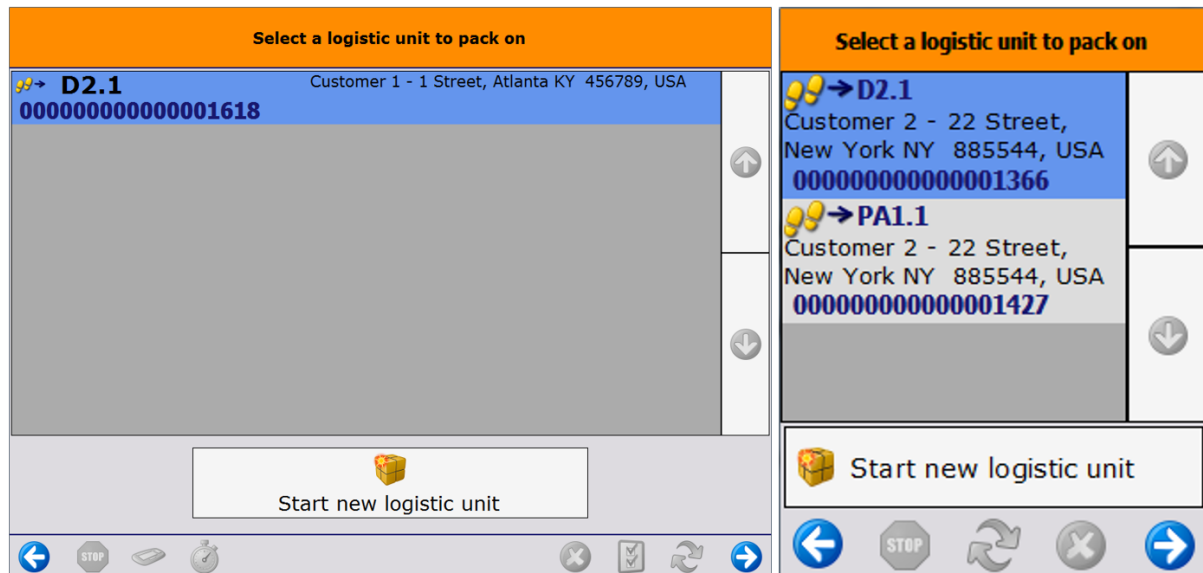 Select a logistic unit to pack on
D2.1 Customer 1 - 1 Street, Atlanta KY 456789, USA
000000000000001618
Start new logistic unit
STOP
Select a logistic unit to pack on
D2.1
Customer 2 - 22 Street,
New York NY 885544, USA
000000000000001366
PA1.1
Customer 2 - 22 Street,
New York NY 885544, USA
000000000000001427
Start new logistic unit
STOP